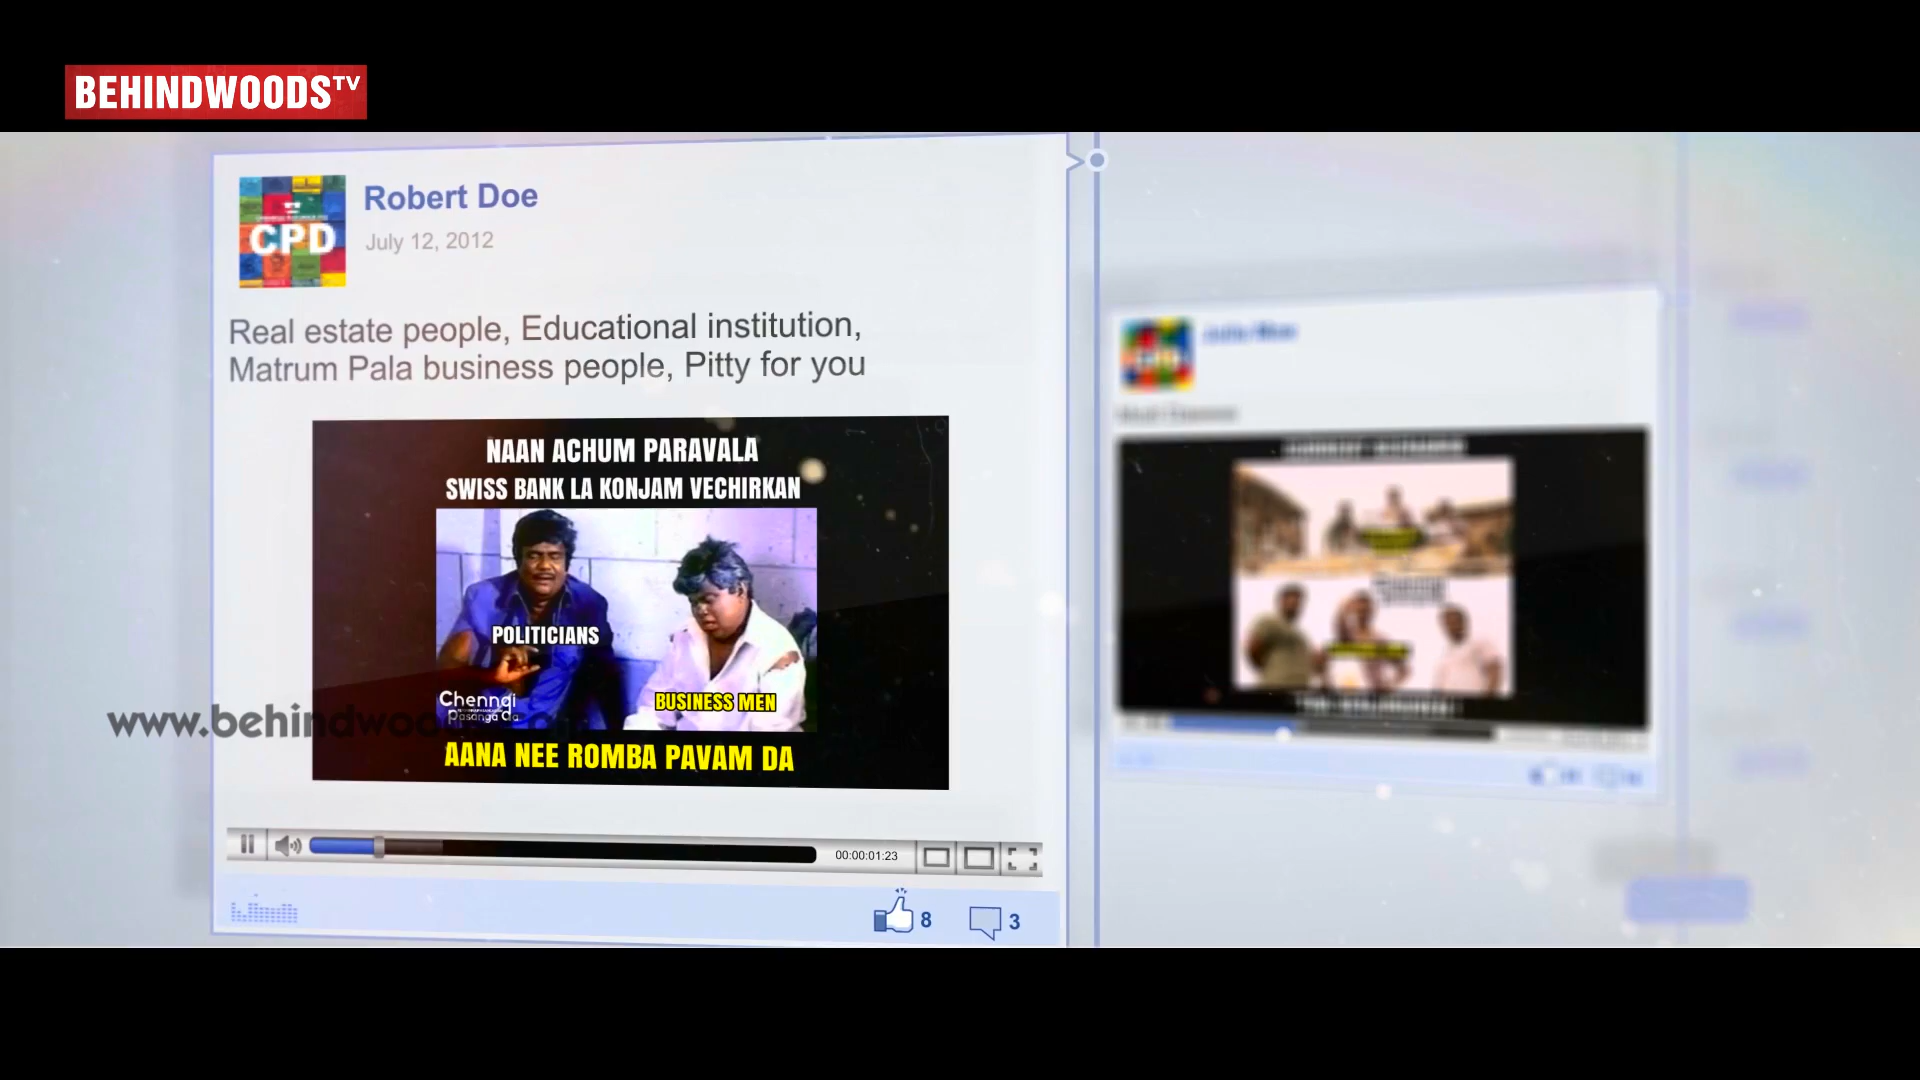 BEHINDWOODS TV
Robert Doe
July 12, 2012
CPD
Real estate people, Educational institution,
Matrum Pala business people, Pitty for you
NAAN ACHUM PARAVALA
SWISS BANK LA KONJAM VECHIRKAN
POLITICIANS
BUSINESS MEN
Chennai
Pasanga Da
AANA NEE ROMBA PAVAM DA
www.behindwoods.com
00:00:01:23
8
3